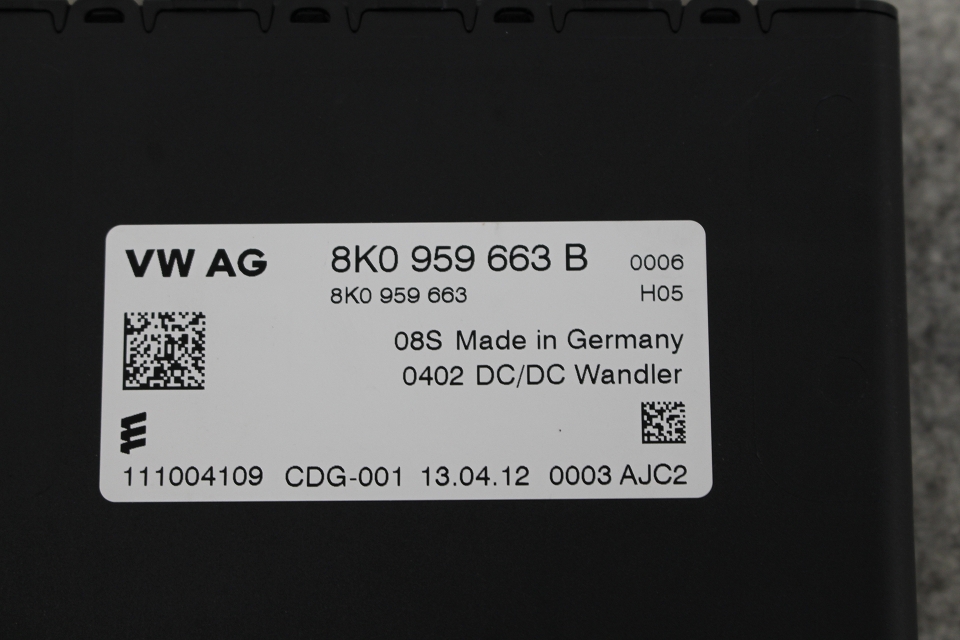 VW AG 8K0 959 663 B 0006
8K0 959 663 H05
08S Made in Germany
0402 DC/DC Wandler
111004109 CDG-001 13.04.12 0003 AJC2